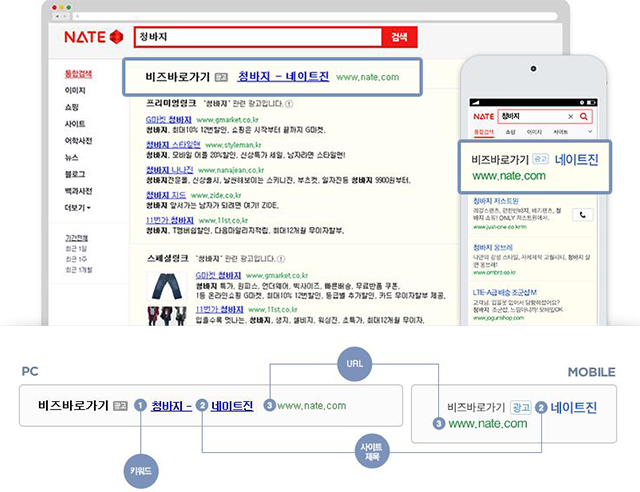 NATE
청바지
검색
통합검색
이미지
쇼핑
사이트
어학사전
뉴스
블로그
백과사전
더보기
기간전체
최근 1일
최근 1주
최근 1개월
비즈바로가기 광고 청바지 - 네이트진 www.nate.com
프리미엄링크 '청바지' 관련 광고입니다.
G마켓 청바지 www.gmarket.co.kr
청바지, 최대10% 12번할인, 쇼핑은 시작부터 끝까지 G마켓.
청바지 스타일맨 www.styleman.kr
청바지, 모바일 어플 20%할인, 신상특가 세일, 남자라면 스타일맨!
청바지 나나진 www.nanajean.co.kr
청바지전문몰, 신상출시, 날씬해보이는 스키니진, 부츠컷, 일자전등 청바지 9900원부터.
청바지 지드 www.zide.co.kr
청바지 앞서가는 남자가 되려면 여기! ZIDE.
11번가 청바지 www.11st.co.kr
청바지, T멤버쉽할인, 다음마일리지적립, 최대12개월 무이자할부.
스페셜링크 '청바지' 관련 광고입니다.
G마켓 청바지 www.gmarket.co.kr
청바지 특가, 원피스, 언더웨어, 빅사이즈, 빠른배송, 무료반품 쿠폰,
1등 온라인쇼핑 G마켓, 최대10% 12번할인, 등급별 추가할인, 카드 무이자할부 제공.
11번가 청바지 www.11st.co.kr
입을수록 멋나는, 청바지, 생지, 셀비지, 워싱진, 초특가, 최대12개월 무이자.
NATE 청바지
통합검색 쇼핑 이미지 사이트
비즈바로가기 광고 네이트진
www.nate.com
청바지 저스트원
www.just-one.co.kr/m
청바지 옹브레
www.ombre.co.kr
LTE-A급 배송 조군샵 M
www.jogunshop.com
PC
URL
MOBILE
비즈바로가기 광고 1 청바지 - 2 네이트진 3 www.nate.com
비즈바로가기 광고 2 네이트진
3 www.nate.com
키워드
사이트
제목